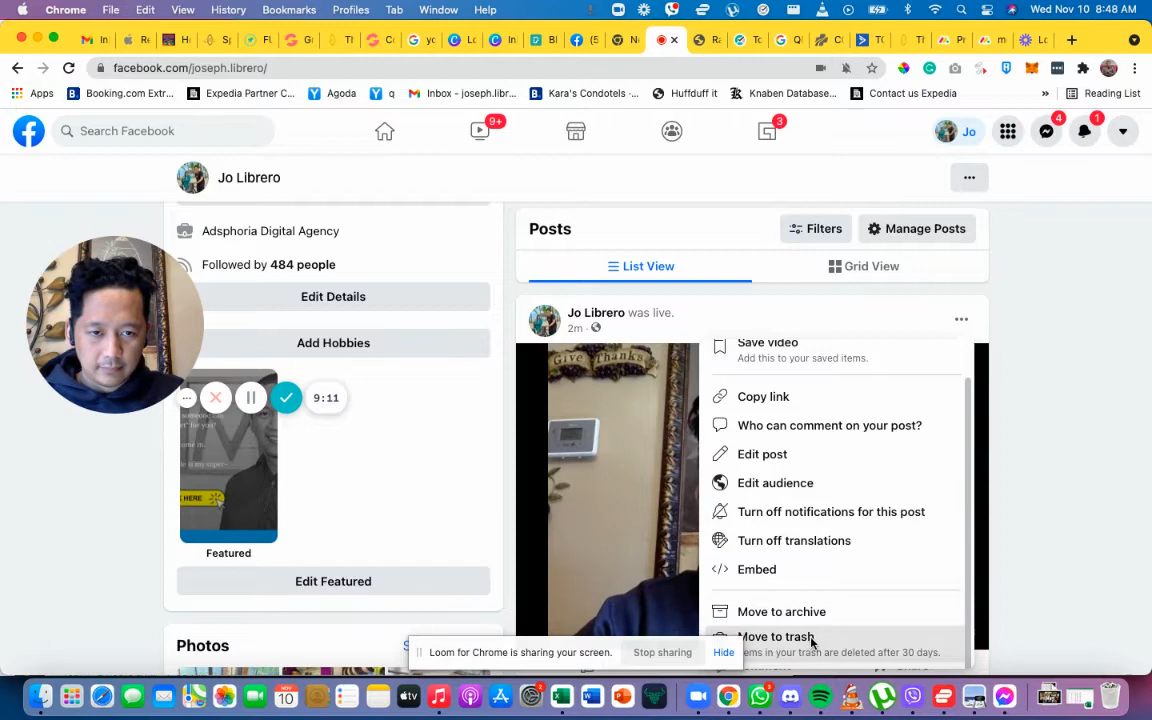 Chrome File Edit View History Bookmarks Profiles Tab Window Help Wed Nov 10 8:48 AM
facebook.com/joseph.librero/
Apps Booking.com Extr... Expedia Partner C... Agoda q Inbox - joseph.libr... Kara's Condotels -... Huffduff it Knaben Database... Contact us Expedia » Reading List
Search Facebook
9+
3
Jo
4
1
Jo Librero
Adsphoria Digital Agency
Followed by 484 people
Edit Details
Add Hobbies
9:11
HERE
Featured
Edit Featured
Photos
Posts
Filters
Manage Posts
List View
Grid View
Jo Librero was live.
2m
Give Thanks
Save video
Add this to your saved items.
Copy link
Who can comment on your post?
Edit post
Edit audience
Turn off notifications for this post
Turn off translations
Embed
Move to archive
Move to trash
ems in your trash are deleted after 30 days.
Loom for Chrome is sharing your screen. Stop sharing Hide